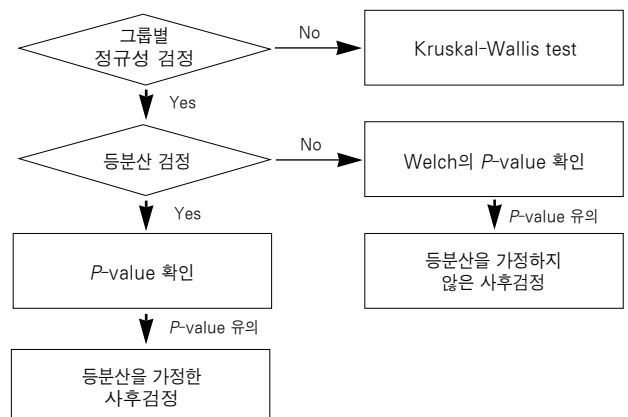 그룹별
정규성 검정
No
Kruskal-Wallis test
Yes
등분산 검정
No
Welch의 P-value 확인
Yes
P-value 유의
P-value 확인
등분산을 가정하지
않은 사후검정
P-value 유의
등분산을 가정한
사후검정